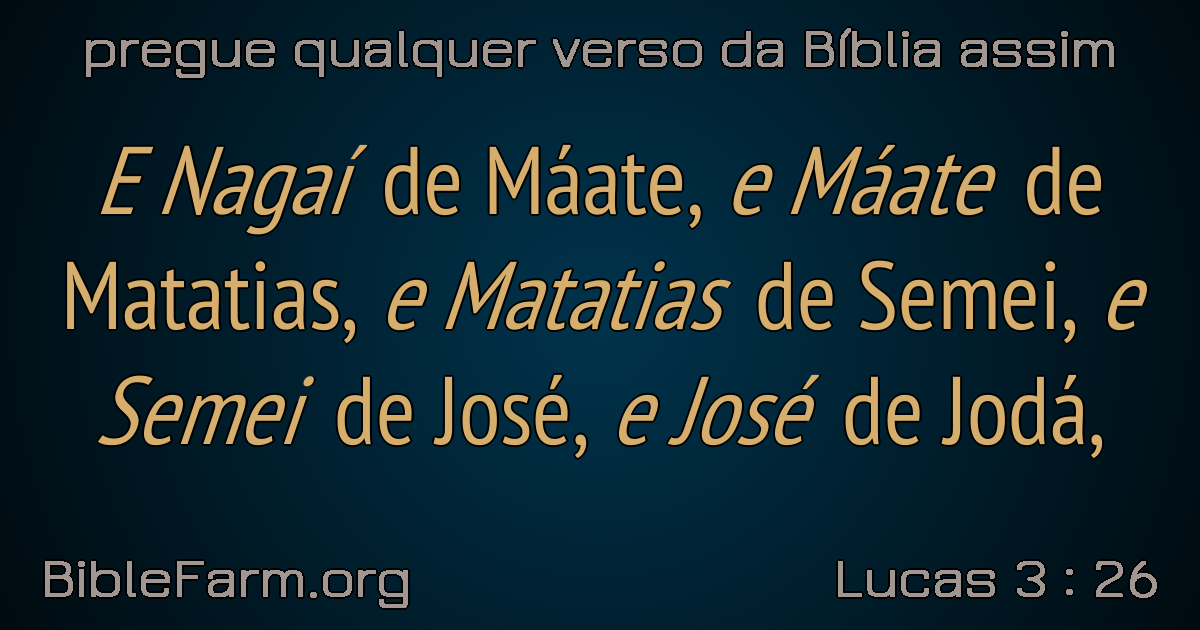 pregue qualquer verso da Bíblia assim
E Nagaí de Máate, e Máate de
Matatias, e Matatias de Semei, e
Semei de José, e José de Jodá,
BibleFarm.org
Lucas 3 : 26